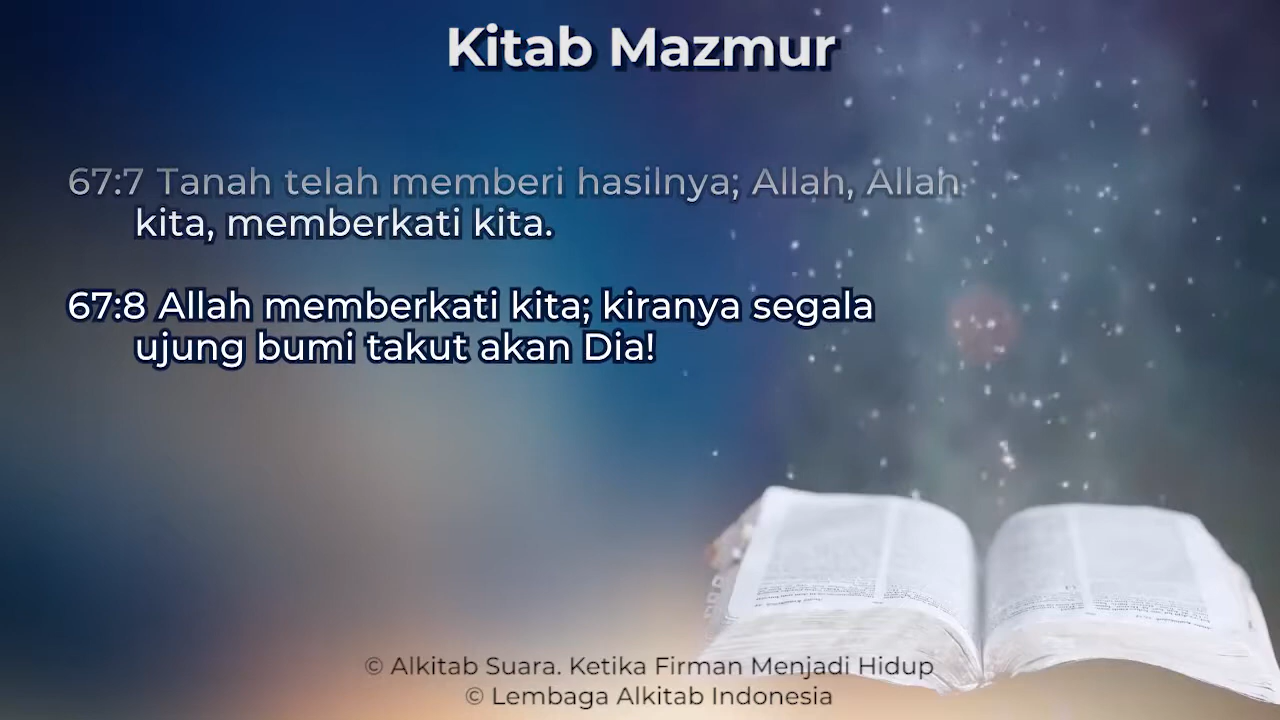 Kitab Mazmur
67:7 Tanah telah memberi hasilnya; Allah, Allah
kita, memberkati kita.
67:8 Allah memberkati kita; kiranya segala
ujung bumi takut akan Dia!
© Alkitab Suara. Ketika Firman Menjadi Hidup
© Lembaga Alkitab Indonesia